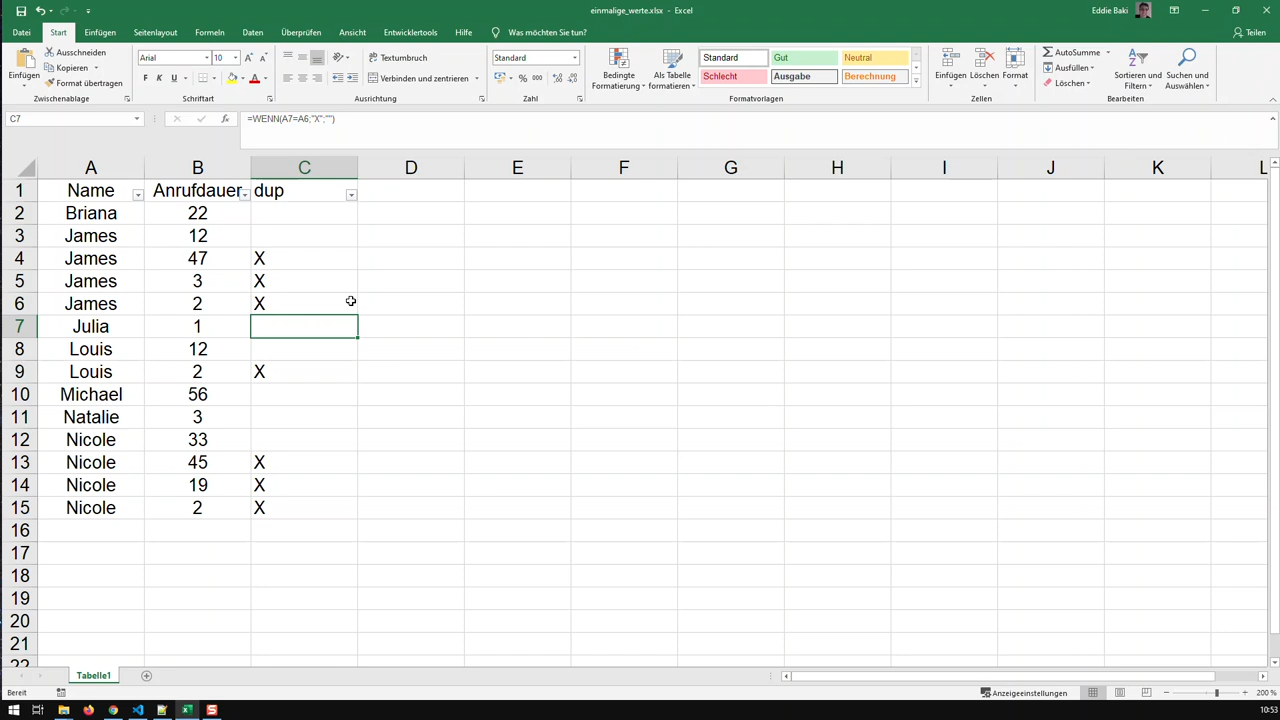 einmalige_werte.xlsx - Excel
Eddie Baki
Datei Start Einfügen Seitenlayout Formeln Daten Überprüfen Ansicht Entwicklertools Hilfe Was möchten Sie tun? Teilen
Einfügen
Ausschneiden
Kopieren
Format übertragen
Zwischenablage
Arial 10
F K U
Schriftart
Textumbruch
Verbinden und zentrieren
Ausrichtung
Standard
% 000
Zahl
Bedingte Formatierung
Als Tabelle formatieren
Standard Gut Neutral
Schlecht Ausgabe Berechnung
Formatvorlagen
Einfügen Löschen Format
Zellen
AutoSumme
Ausfüllen
Löschen
Sortieren und Filtern
Suchen und Auswählen
Bearbeiten
C7 =WENN(A7=A6;"X";"")
A B C D E F G H I J K L
1 Name Anrufdauer dup
2 Briana 22
3 James 12
4 James 47 X
5 James 3 X
6 James 2 X
7 Julia 1
8 Louis 12
9 Louis 2 X
10 Michael 56
11 Natalie 3
12 Nicole 33
13 Nicole 45 X
14 Nicole 19 X
15 Nicole 2 X
16
17
18
19
20
21
22
Tabelle1
Bereit
Anzeigeeinstellungen
200 %
10:53